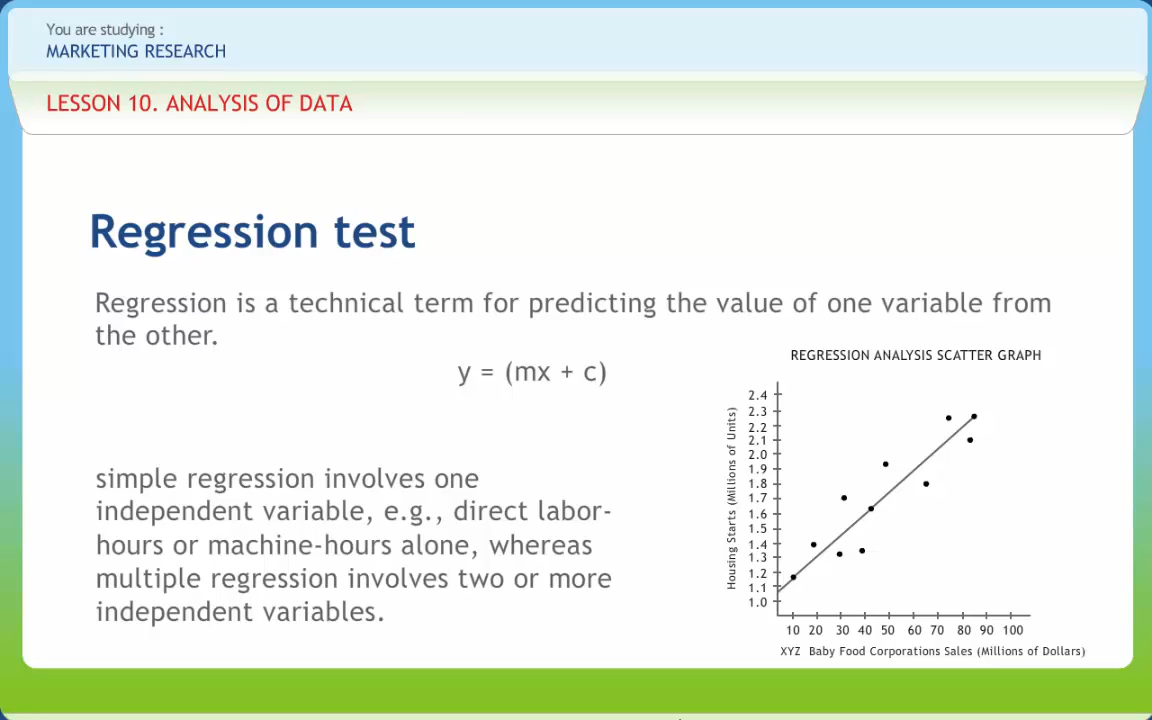 You are studying :
MARKETING RESEARCH
LESSON 10. ANALYSIS OF DATA
Regression test
Regression is a technical term for predicting the value of one variable from
the other.
y = (mx + c)
simple regression involves one
independent variable, e.g., direct labor-
hours or machine-hours alone, whereas
multiple regression involves two or more
independent variables.
REGRESSION ANALYSIS SCATTER GRAPH
Housing Starts (Millions of Units)
2.4
2.3
2.2
2.1
2.0
1.9
1.8
1.7
1.6
1.5
1.4
1.3
1.2
1.1
1.0
10 20 30 40 50 60 70 80 90 100
XYZ Baby Food Corporations Sales (Millions of Dollars)